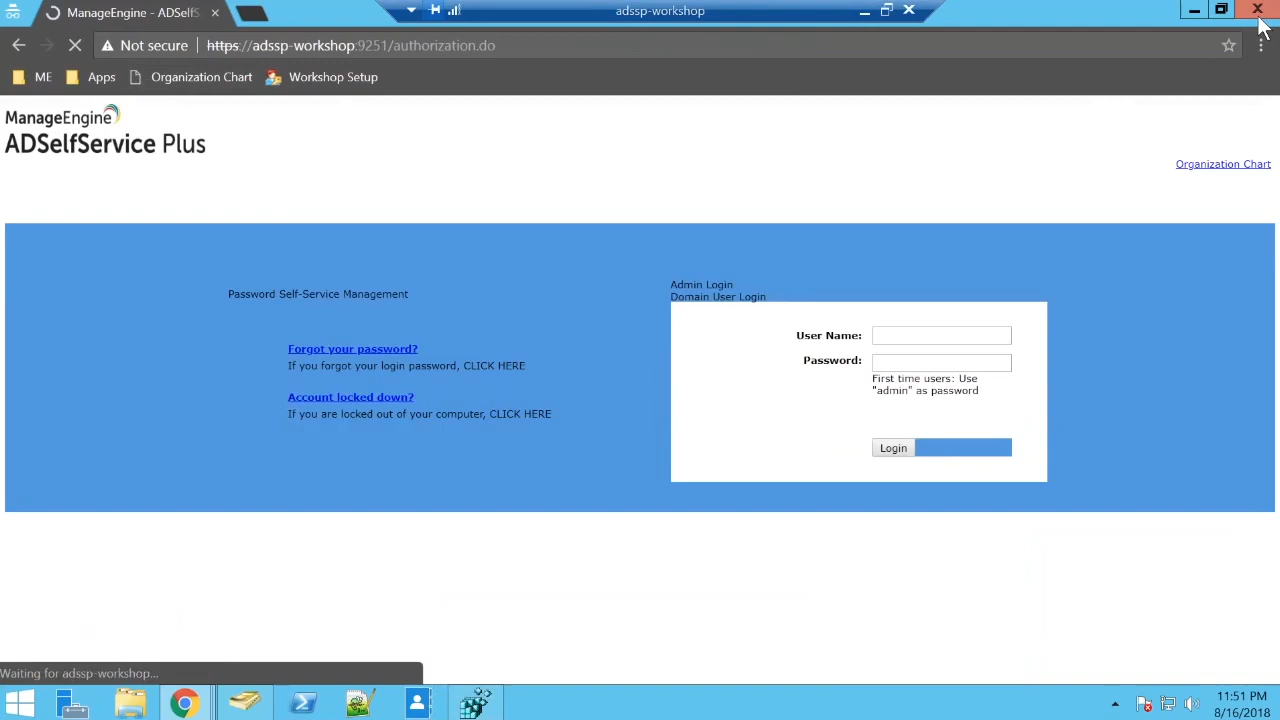 ManageEngine - ADSelfS
adssp-workshop
Not secure
https://adssp-workshop:9251/authorization.do
ME
Apps
Organization Chart
Workshop Setup
ManageEngine
ADSelfService Plus
Organization Chart
Password Self-Service Management
Forgot your password?
If you forgot your login password, CLICK HERE
Account locked down?
If you are locked out of your computer, CLICK HERE
Admin Login
Domain User Login
User Name:
Password:
First time users: Use
"admin" as password
Login
Waiting for adssp-workshop...
11:51 PM
8/16/2018